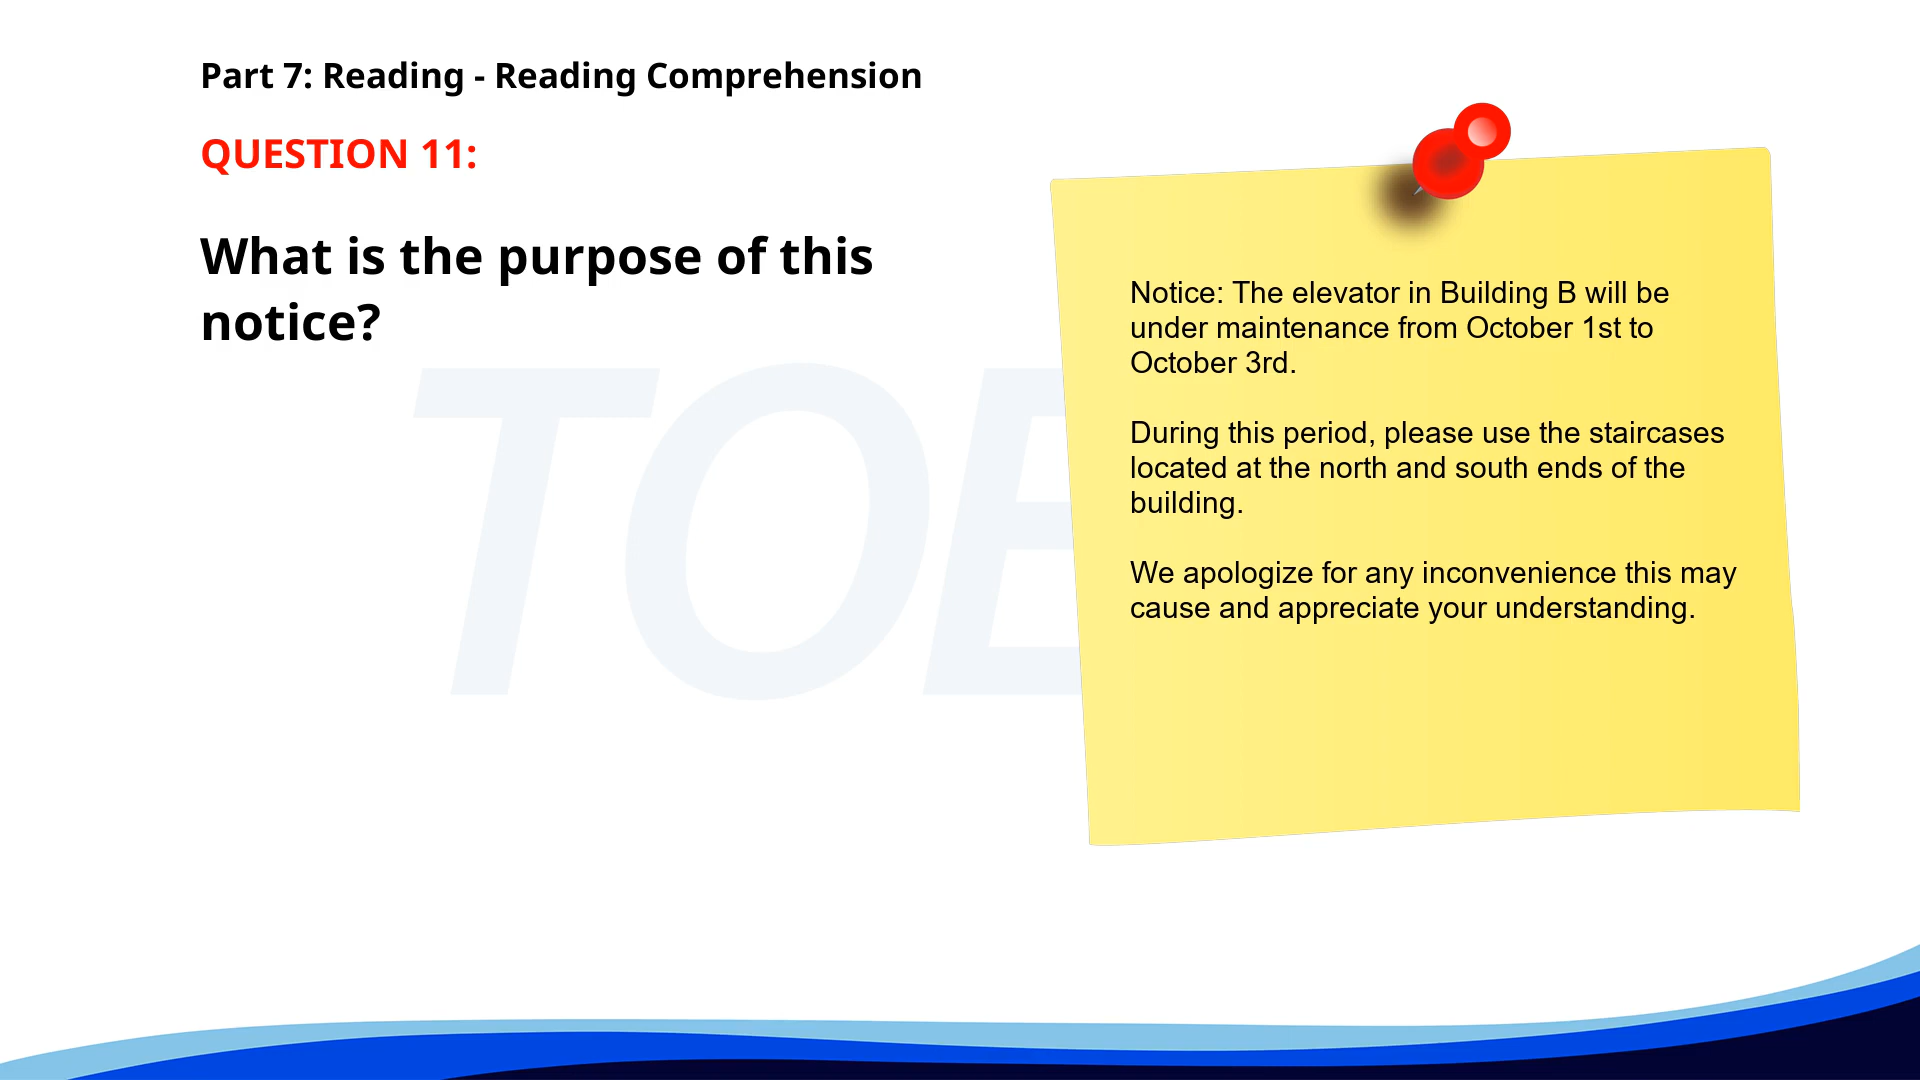 Part 7: Reading - Reading Comprehension
QUESTION 11:
What is the purpose of this
notice?
Notice: The elevator in Building B will be
under maintenance from October 1st to
October 3rd.
During this period, please use the staircases
located at the north and south ends of the
building.
We apologize for any inconvenience this may
cause and appreciate your understanding.